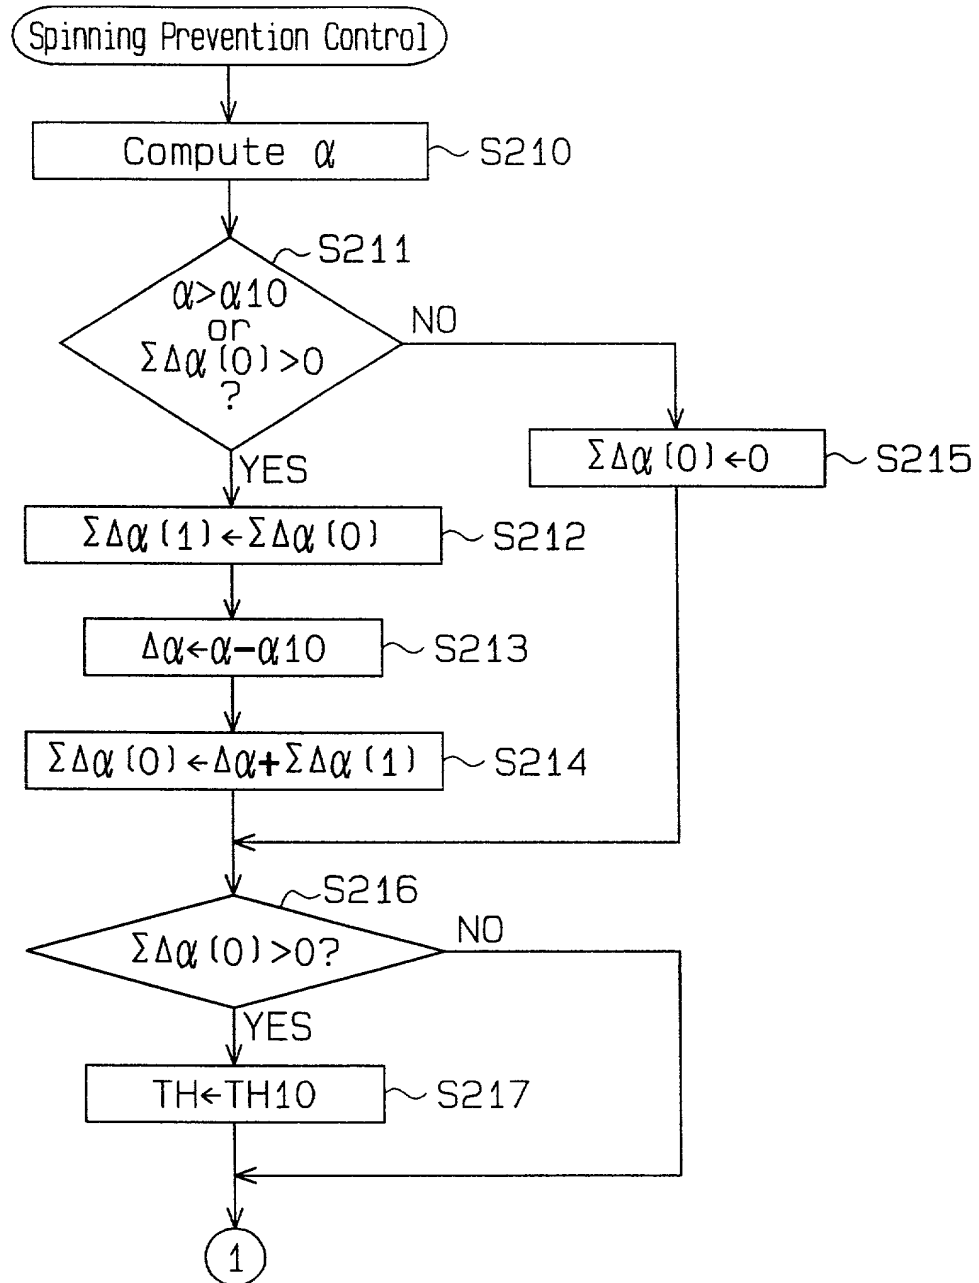 Spinning Prevention Control
Compute α
S210
S211
α>α10
or
ΣΔα(0)>0
?
NO
YES
ΣΔα(0)←0
S215
ΣΔα(1)←ΣΔα(0)
S212
Δα←α-α10
S213
ΣΔα(0)←Δα+ΣΔα(1)
S214
S216
ΣΔα(0)>0?
NO
YES
TH←TH10
S217
1